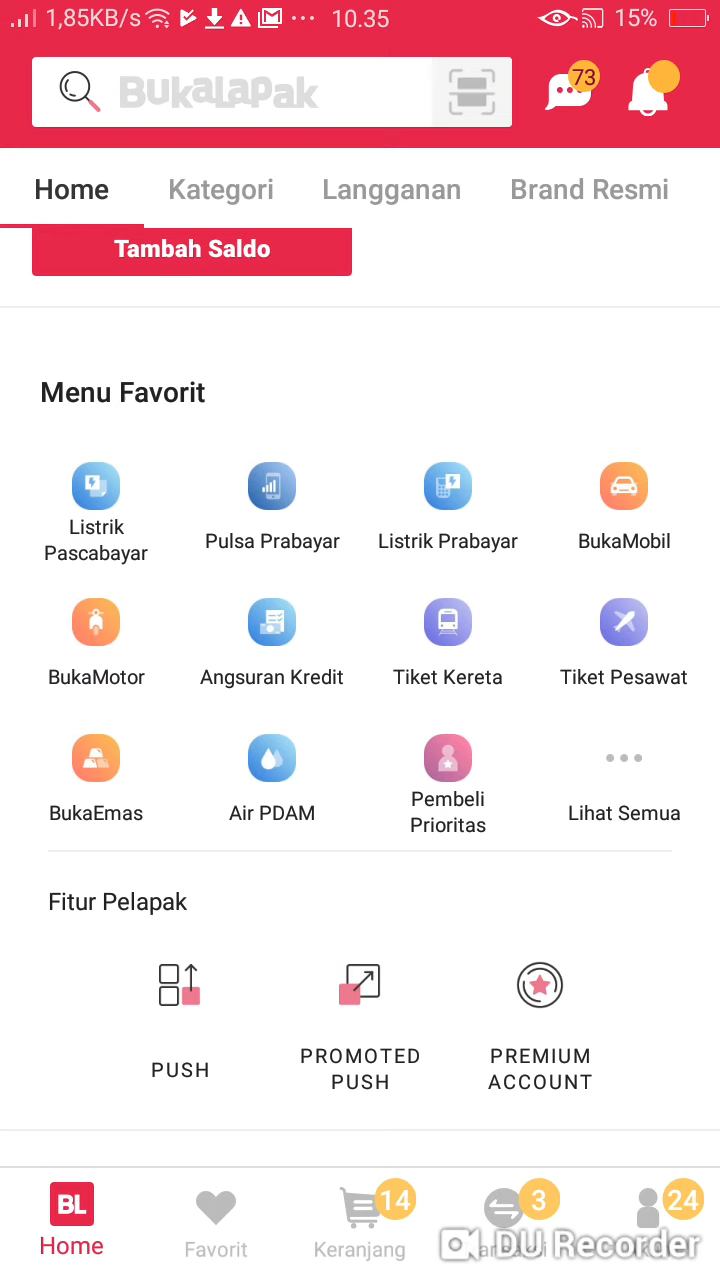 1,85KB/s 10.35 15%
Bukalapak 73
Home Kategori Langganan Brand Resmi
Tambah Saldo
Menu Favorit
Listrik
Pascabayar
Pulsa Prabayar
Listrik Prabayar
BukaMobil
BukaMotor
Angsuran Kredit
Tiket Kereta
Tiket Pesawat
BukaEmas
Air PDAM
Pembeli
Prioritas
Lihat Semua
Fitur Pelapak
PUSH
PROMOTED
PUSH
PREMIUM
ACCOUNT
BL 14 3 24
Home Favorit Keranjang
DU Recorder